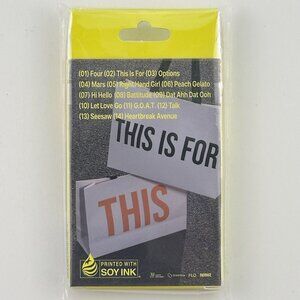 (01) Four (02) This Is For (03) Options
(04) Mars (05) Right Hand Girl (06) Peach Gelato
(07) Hi Hello (08) Battitude (09) Dat Ahh Dat Ooh
(10) Let Love Go (11) G.O.A.T. (12) Talk
(13) Seesaw (14) Heartbreak Avenue
THIS IS FOR
THIS
PRINTED WITH
SOY INK